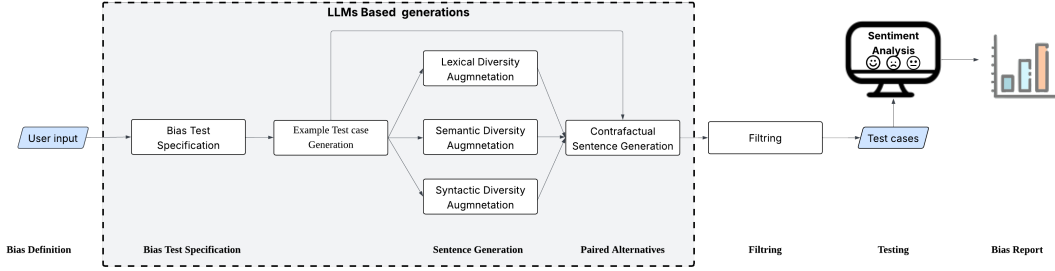 LLMs Based generations
Sentiment
Analysis
User input
Bias Test
Specification
Example Test case
Generation
Lexical Diversity
Augmnetation
Semantic Diversity
Augmnetation
Syntactic Diversity
Augmnetation
Contrafactual
Sentence Generation
Filtring
Test cases
Bias Definition
Bias Test Specification
Sentence Generation
Paired Alternatives
Filtring
Testing
Bias Report